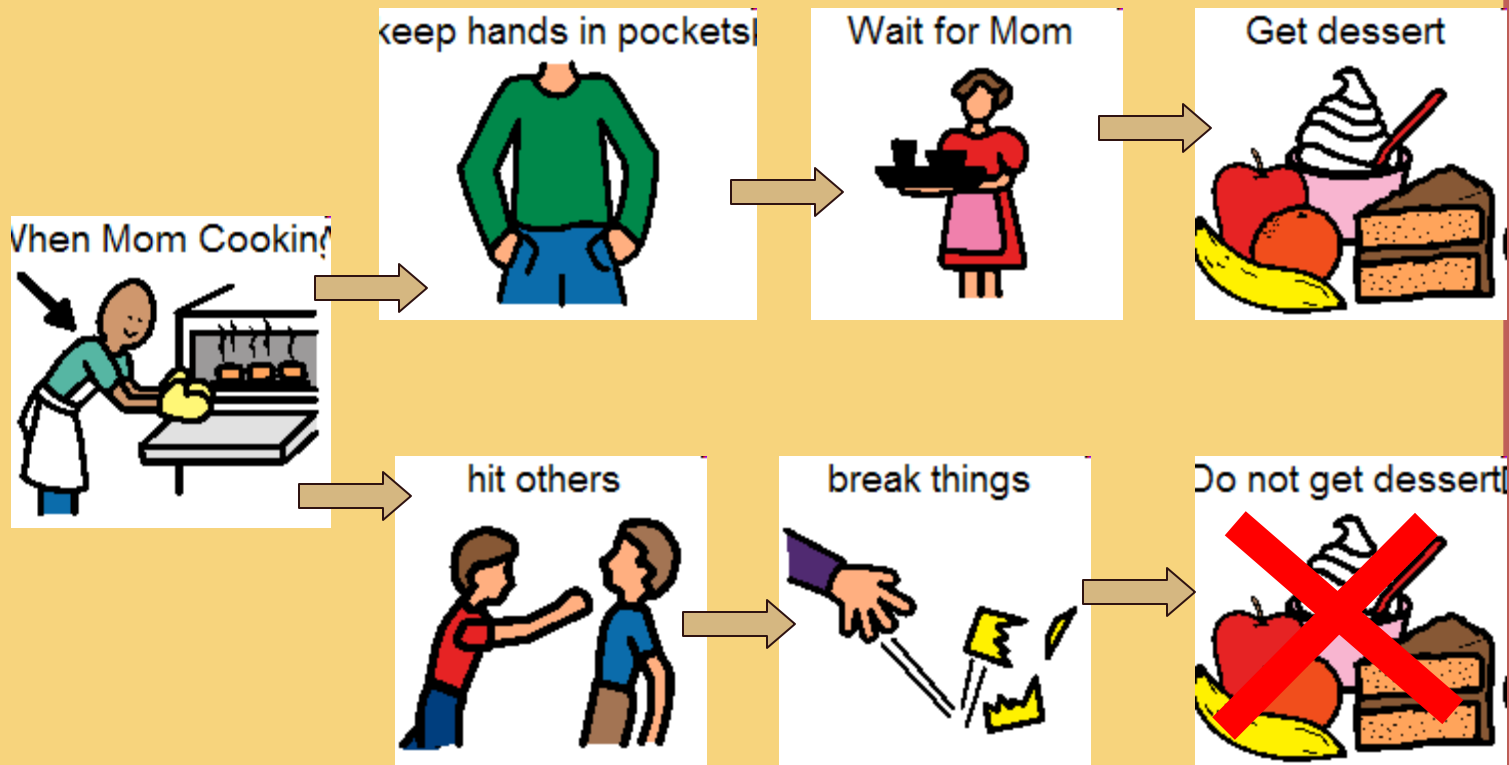 keep hands in pockets
Wait for Mom
Get dessert
When Mom Cooking
hit others
break things
Do not get dessert